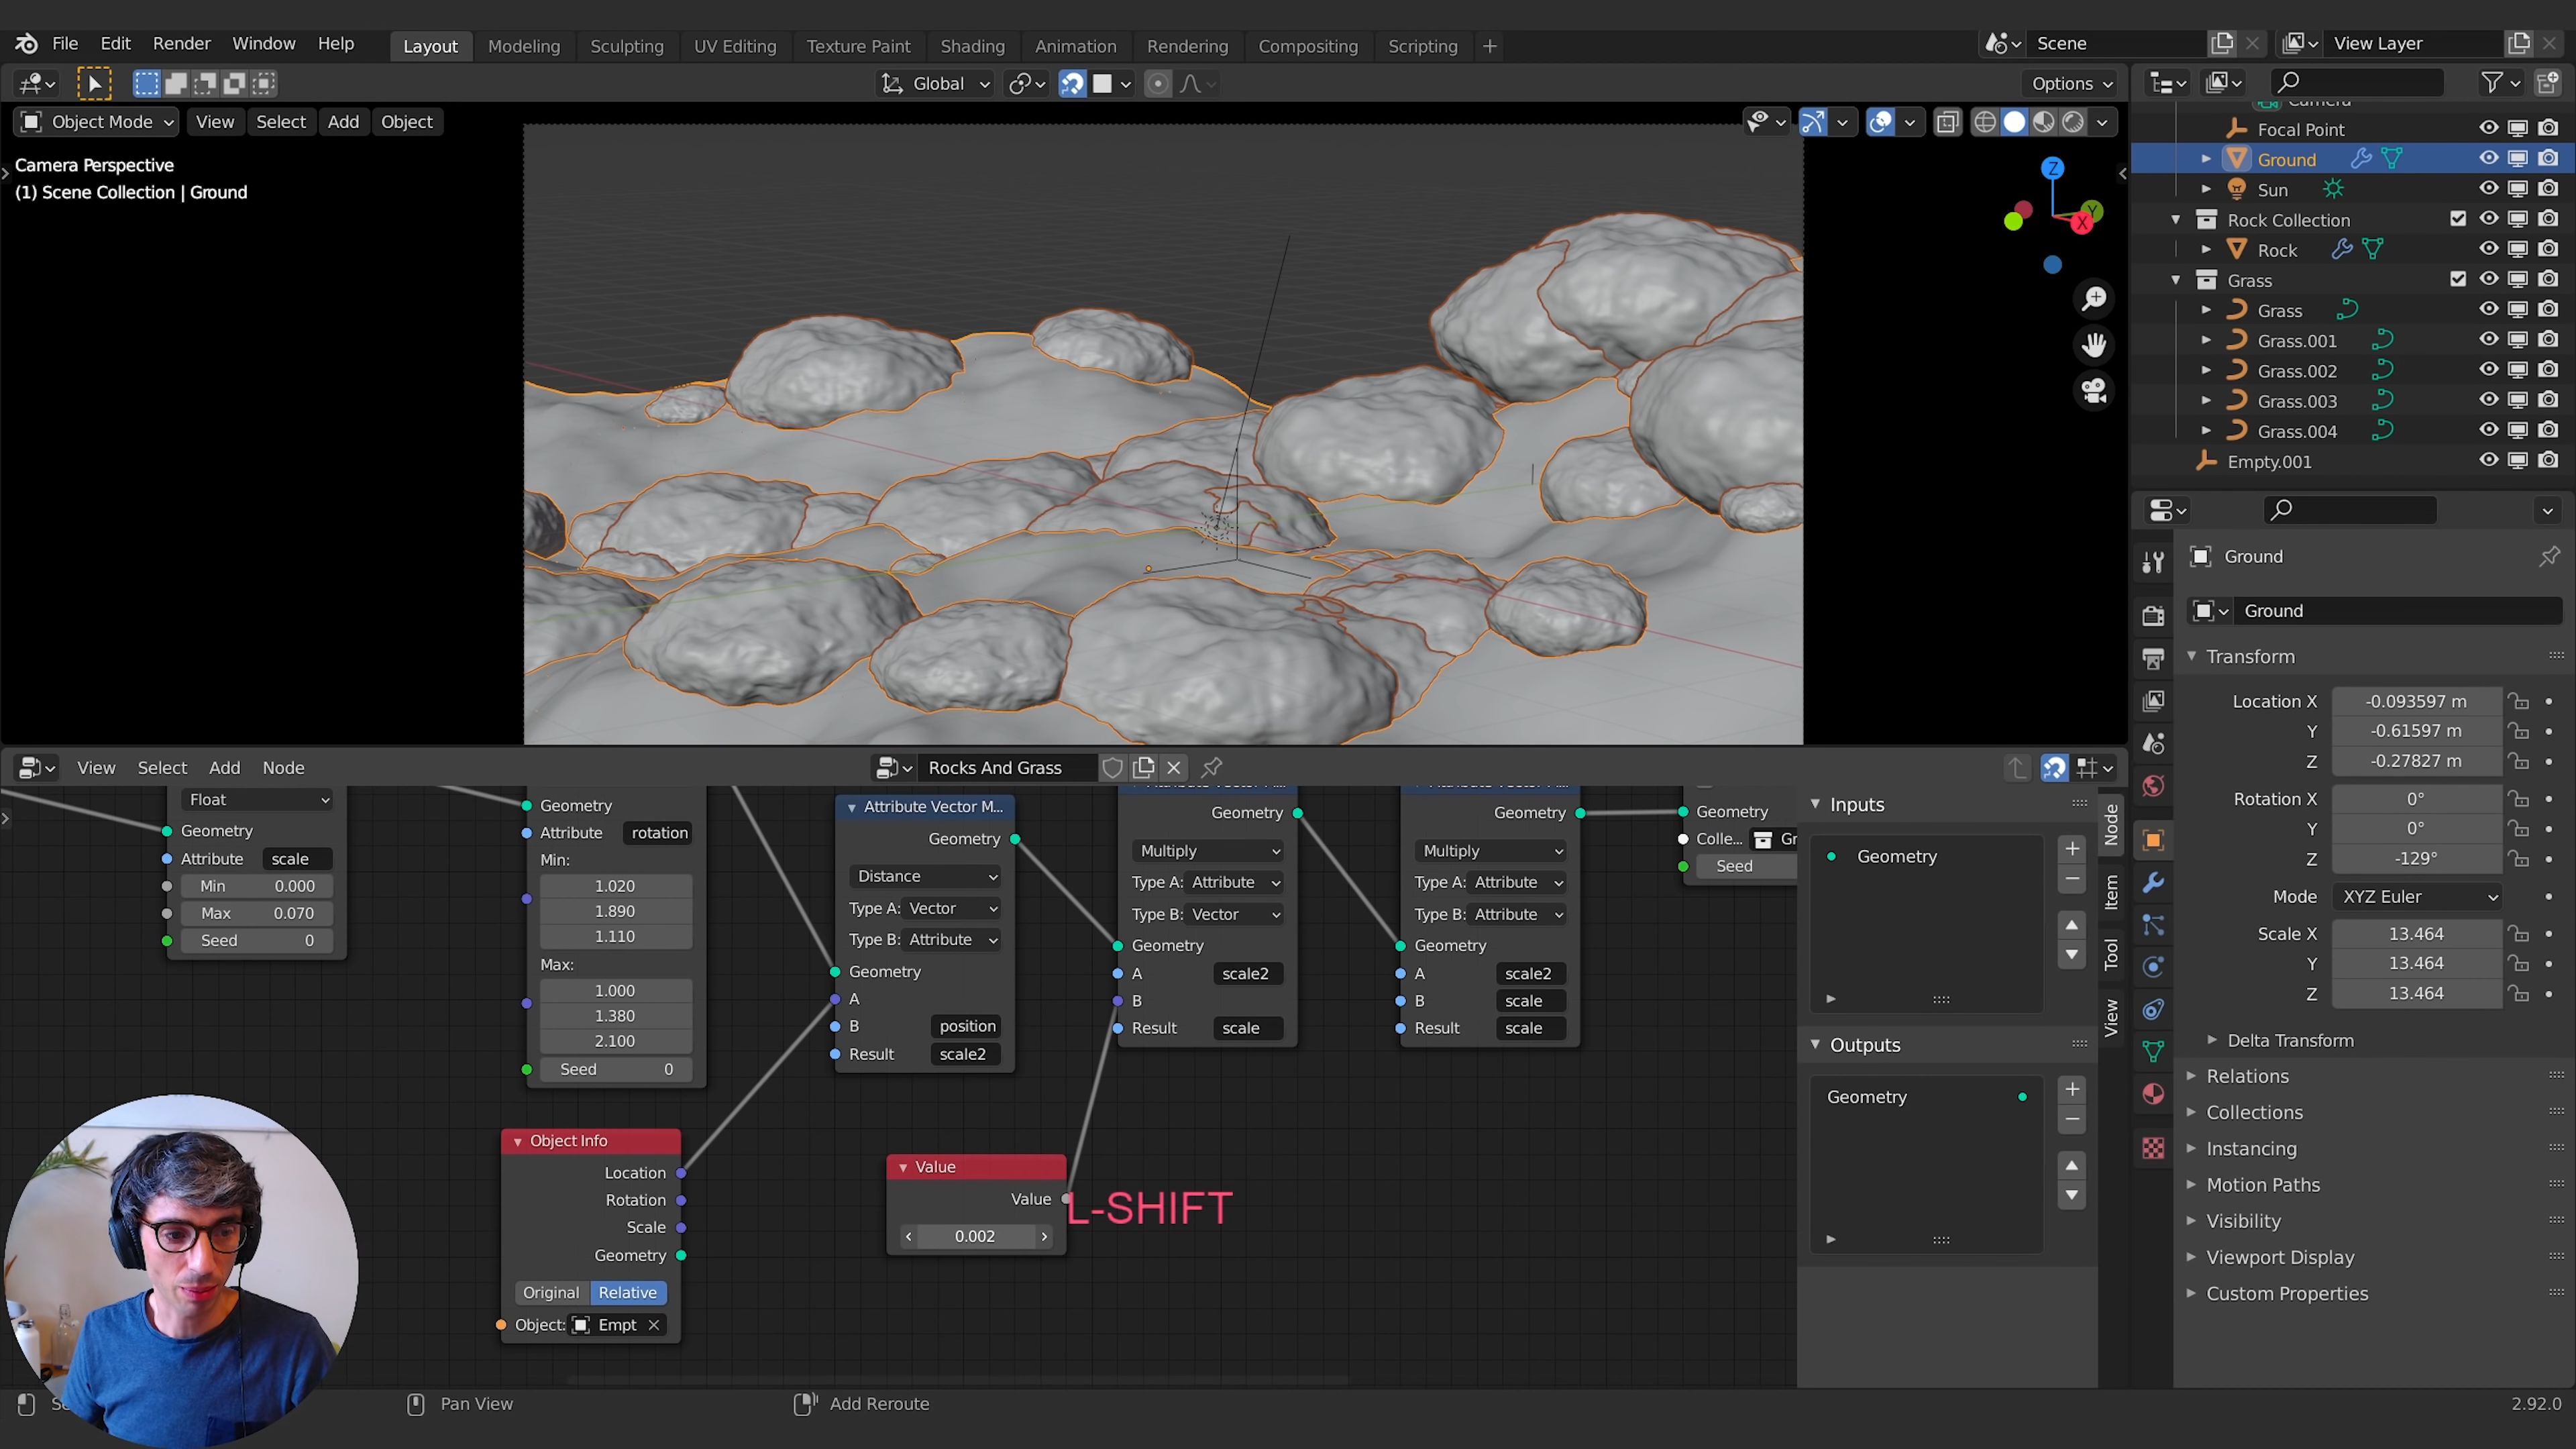 File Edit Render Window Help Layout Modeling Sculpting UV Editing Texture Paint Shading Animation Rendering Compositing Scripting + Scene View Layer
Global Options
Object Mode View Select Add Object
Camera Perspective
(1) Scene Collection | Ground
Z
Y
X
Camera
Focal Point
Ground
Sun
Rock Collection
Rock
Grass
Grass
Grass.001
Grass.002
Grass.003
Grass.004
Empty.001
Ground
Ground
Transform
Location X -0.093597 m
Y -0.61597 m
Z -0.27827 m
Rotation X 0°
Y 0°
Z -129°
Mode XYZ Euler
Scale X 13.464
Y 13.464
Z 13.464
Delta Transform
Relations
Collections
Instancing
Motion Paths
Visibility
Viewport Display
Custom Properties
View Select Add Node Rocks And Grass
Float
Geometry
Attribute scale
Min 0.000
Max 0.070
Seed 0
Geometry
Attribute rotation
Min:
1.020
1.890
1.110
Max:
1.000
1.380
2.100
Seed 0
Attribute Vector M...
Geometry
Distance
Type A: Vector
Type B: Attribute
Geometry
A
B position
Result scale2
Geometry
Multiply
Type A: Attribute
Type B: Vector
Geometry
A scale2
B
Result scale
Geometry
Multiply
Type A: Attribute
Type B: Attribute
Geometry
A scale2
B scale
Result scale
Geometry
Colle... Gr
Seed
Object Info
Location
Rotation
Scale
Geometry
Original Relative
Object: Empt
Value
Value
0.002
L-SHIFT
Inputs
Geometry
Outputs
Geometry
Node
Item
Tool
View
Pan View
Add Reroute
2.92.0